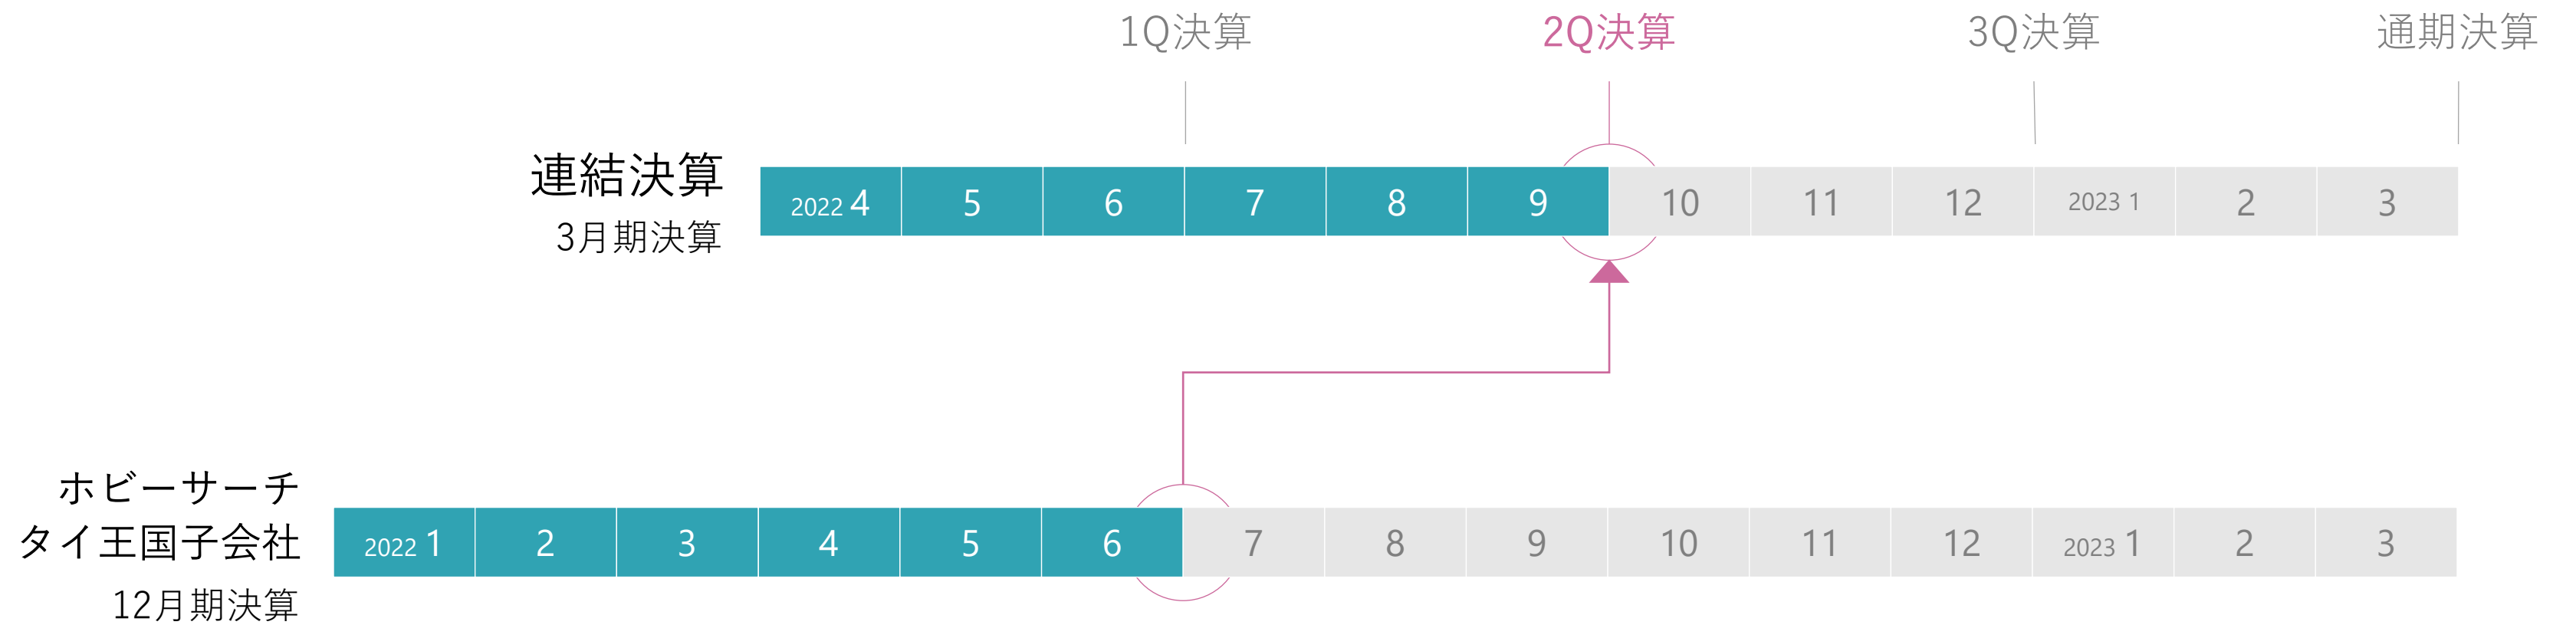 1Q決算 2Q決算 3Q決算 通期決算
連結決算
3月期決算
2022 4 5 6 7 8 9 10 11 12 2023 1 2 3
ホビーサーチ
タイ王国子会社
12月期決算
2022 1 2 3 4 5 6 7 8 9 10 11 12 2023 1 2 3